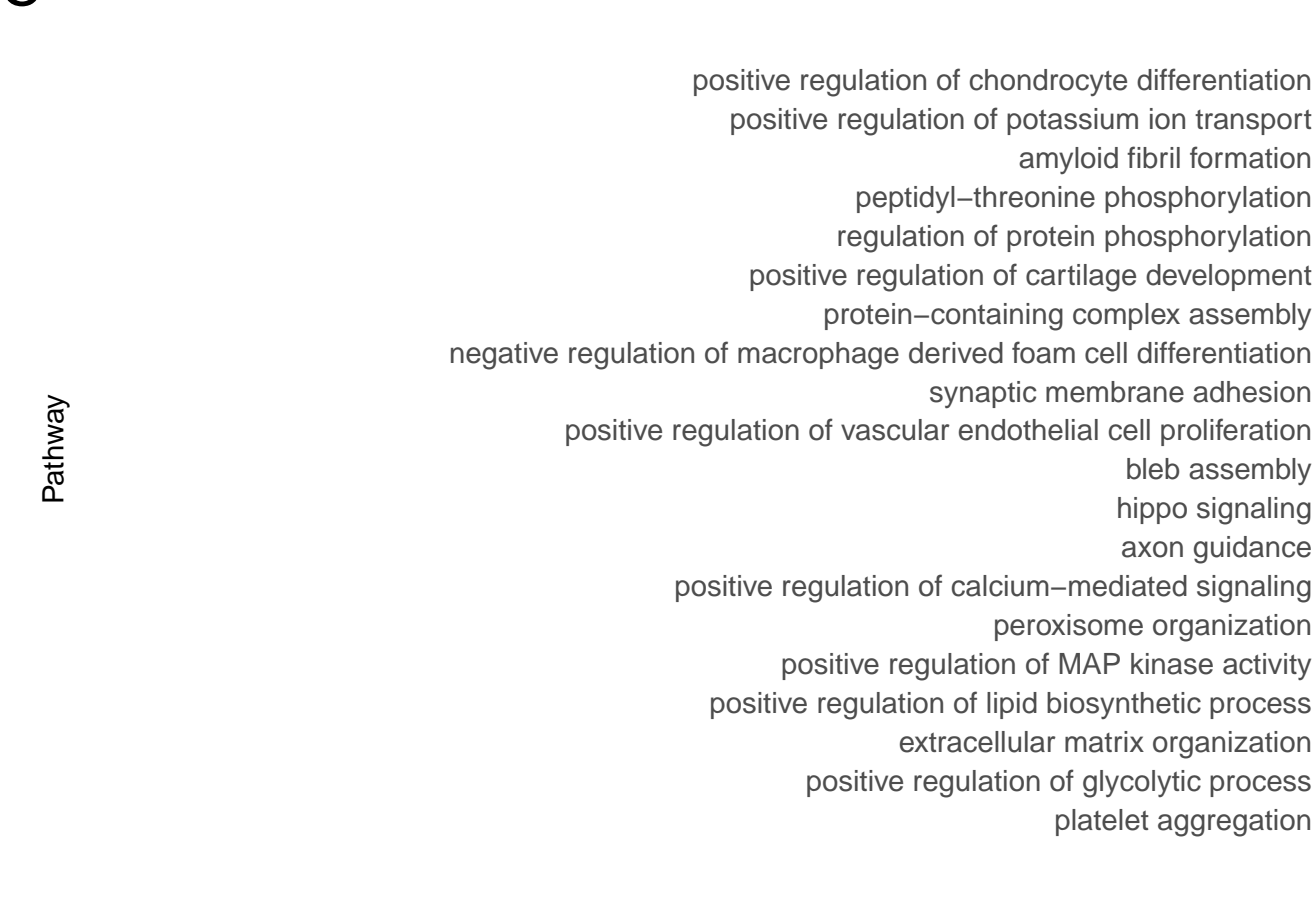 positive regulation of chondrocyte differentiation
positive regulation of potassium ion transport
amyloid fibril formation
peptidyl−threonine phosphorylation
regulation of protein phosphorylation
positive regulation of cartilage development
protein−containing complex assembly
negative regulation of macrophage derived foam cell differentiation
synaptic membrane adhesion
positive regulation of vascular endothelial cell proliferation
bleb assembly
hippo signaling
axon guidance
positive regulation of calcium−mediated signaling
peroxisome organization
positive regulation of MAP kinase activity
positive regulation of lipid biosynthetic process
extracellular matrix organization
positive regulation of glycolytic process
platelet aggregation
Pathway